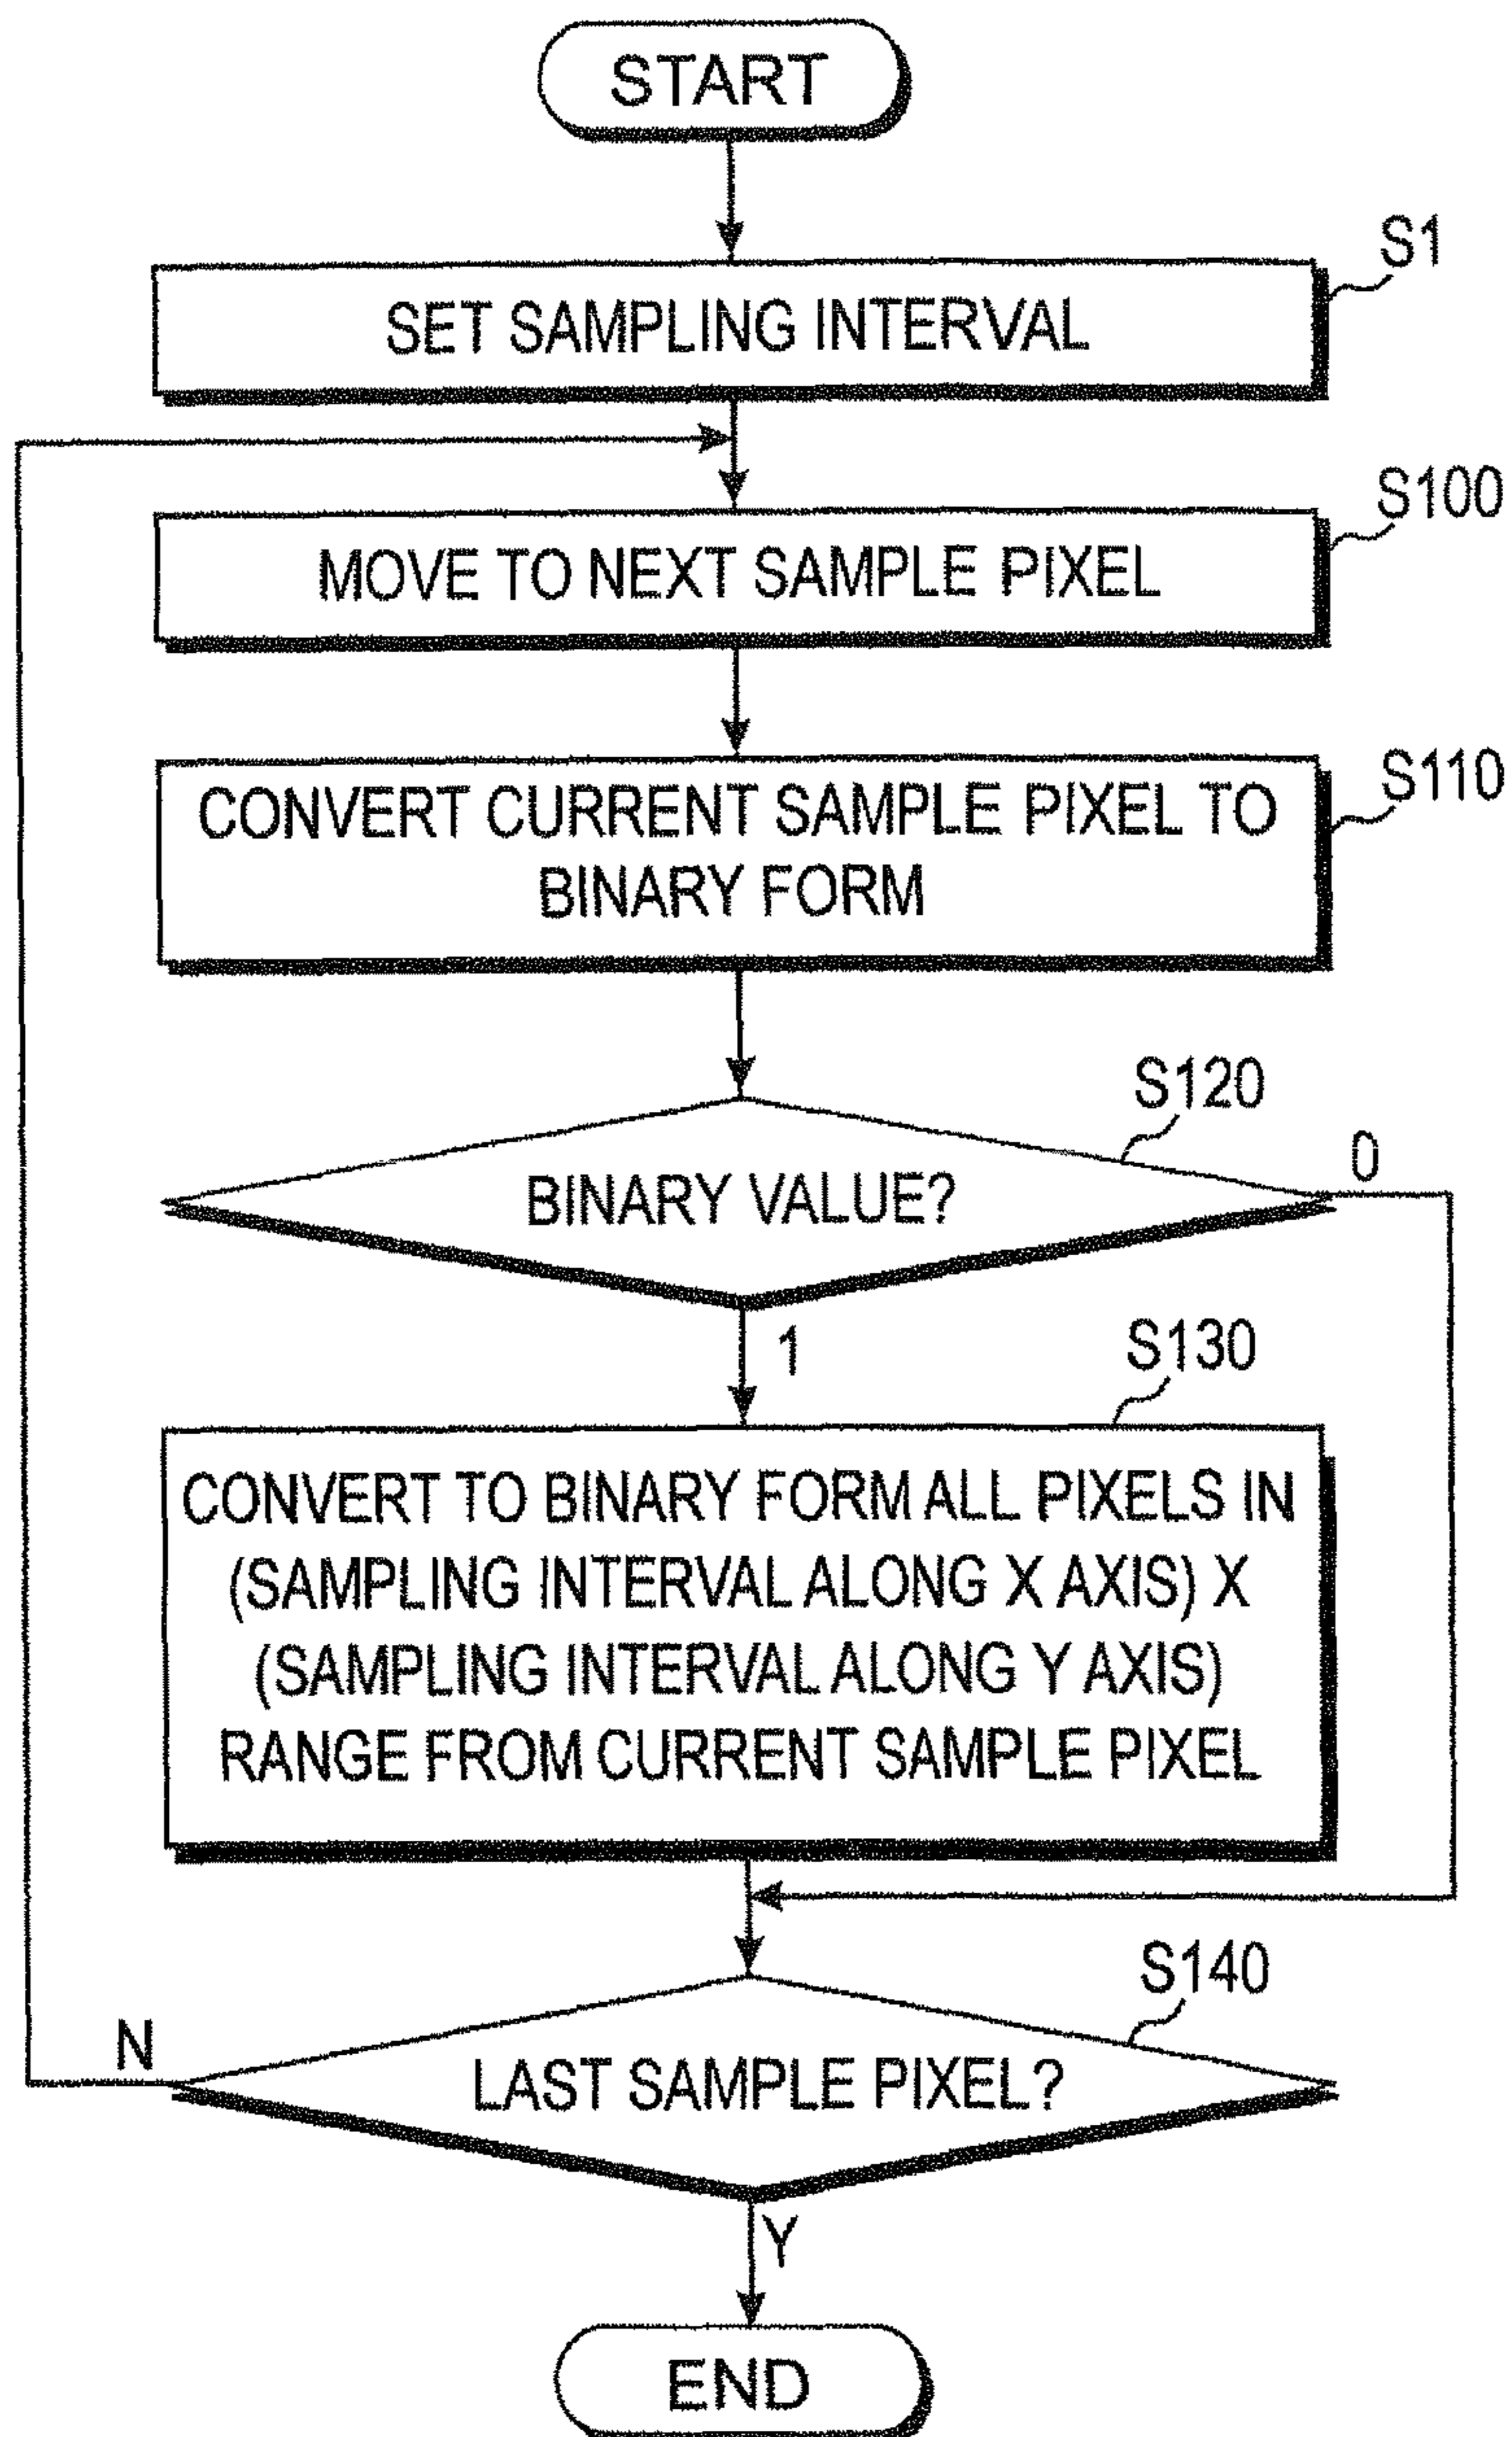 START
S1
SET SAMPLING INTERVAL
S100
MOVE TO NEXT SAMPLE PIXEL
S110
CONVERT CURRENT SAMPLE PIXEL TO
BINARY FORM
S120
0
BINARY VALUE?
1
S130
CONVERT TO BINARY FORM ALL PIXELS IN
(SAMPLING INTERVAL ALONG X AXIS) X
(SAMPLING INTERVAL ALONG Y AXIS)
RANGE FROM CURRENT SAMPLE PIXEL
S140
N
LAST SAMPLE PIXEL?
Y
END